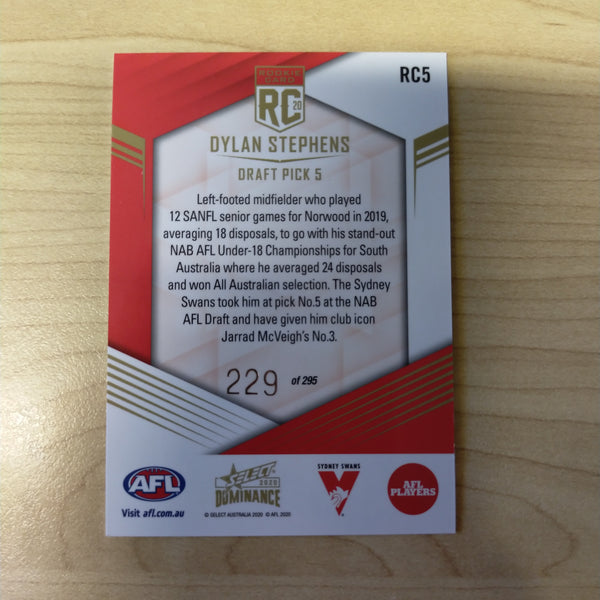 RC5
ROOKIE
CARD
RC 20
DYLAN STEPHENS
DRAFT PICK 5
Left-footed midfielder who played
12 SANFL senior games for Norwood in 2019,
averaging 18 disposals, to go with his stand-out
NAB AFL Under-18 Championships for South
Australia where he averaged 24 disposals
and won All Australian selection. The Sydney
Swans took him at pick No.5 at the NAB
AFL Draft and have given him club icon
Jarrad McVeigh's No.3.
229 of 295
AFL
Visit afl.com.au
SELECT
2020
DOMINANCE
© SELECT AUSTRALIA 2020 © AFL 2020
SYDNEY SWANS
AFL
PLAYERS